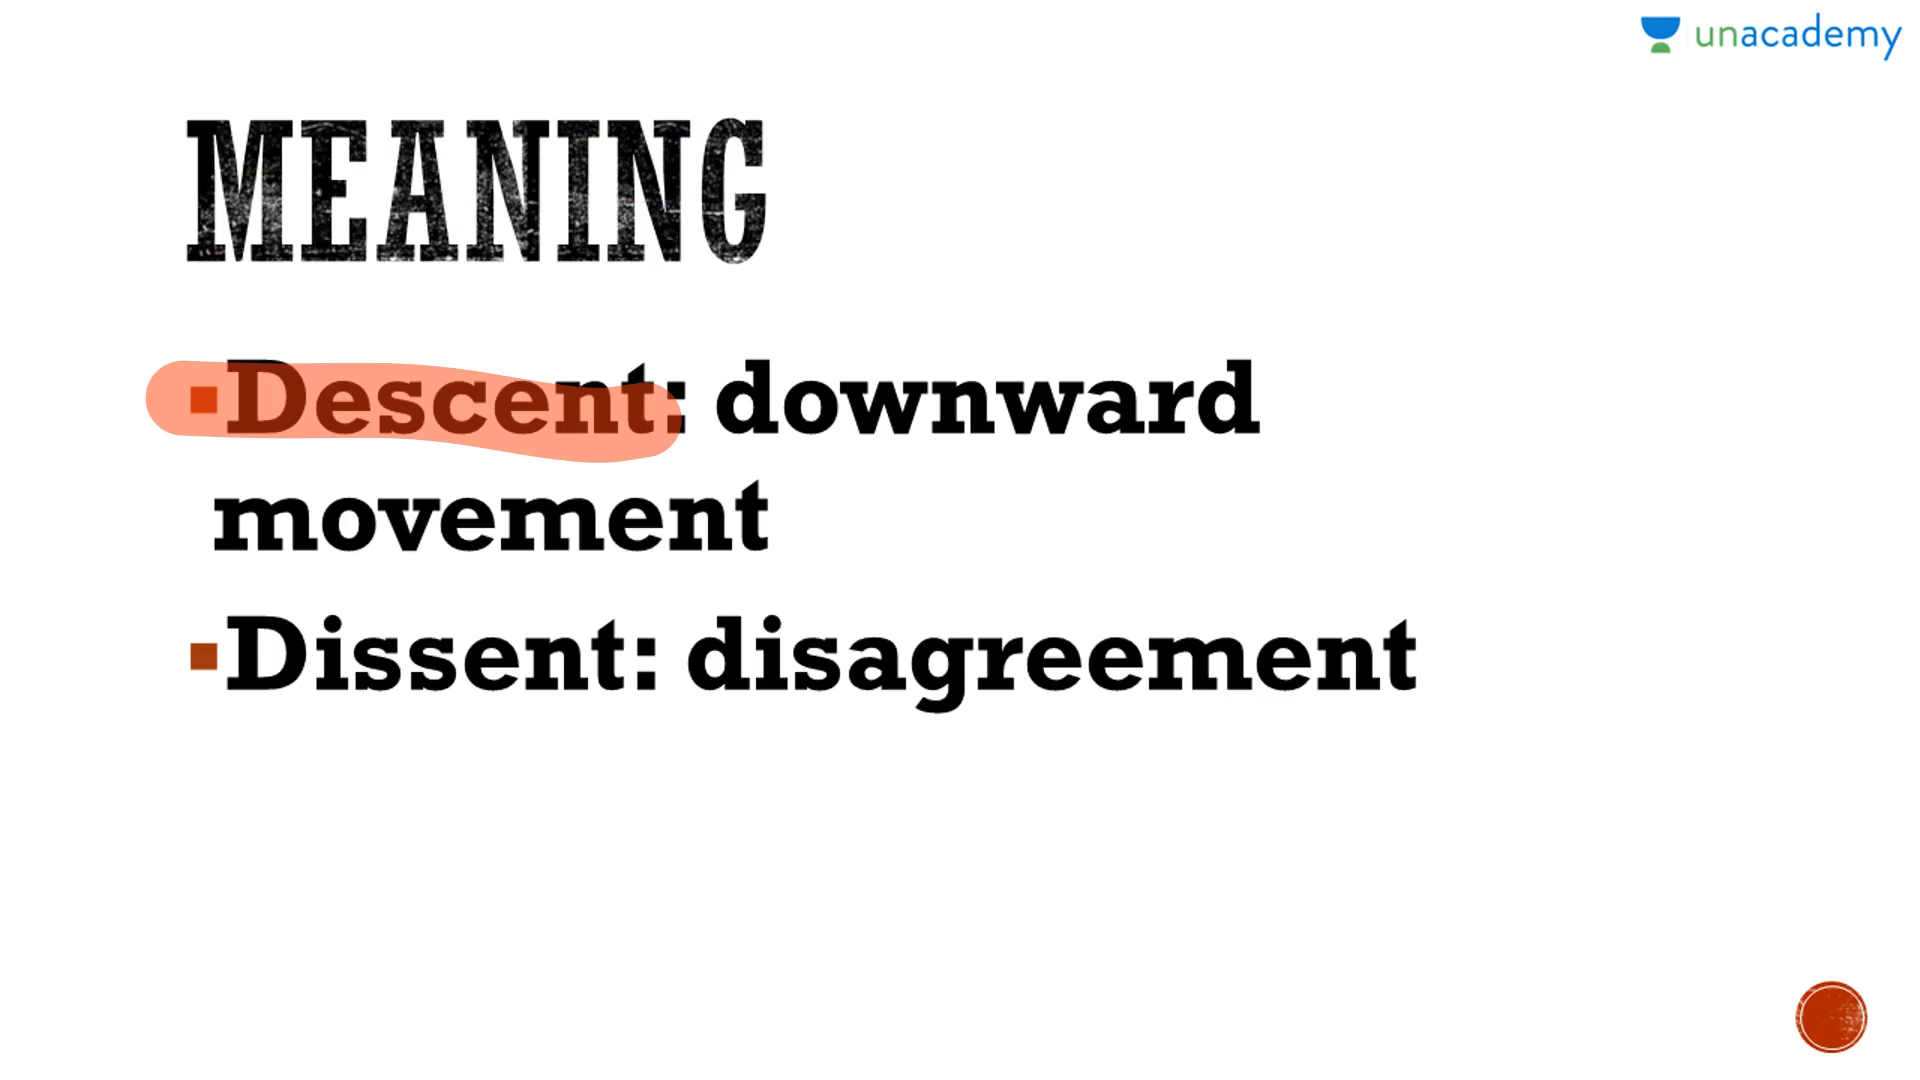 unacademy
MEANING
▪Descent: downward
movement
▪Dissent: disagreement